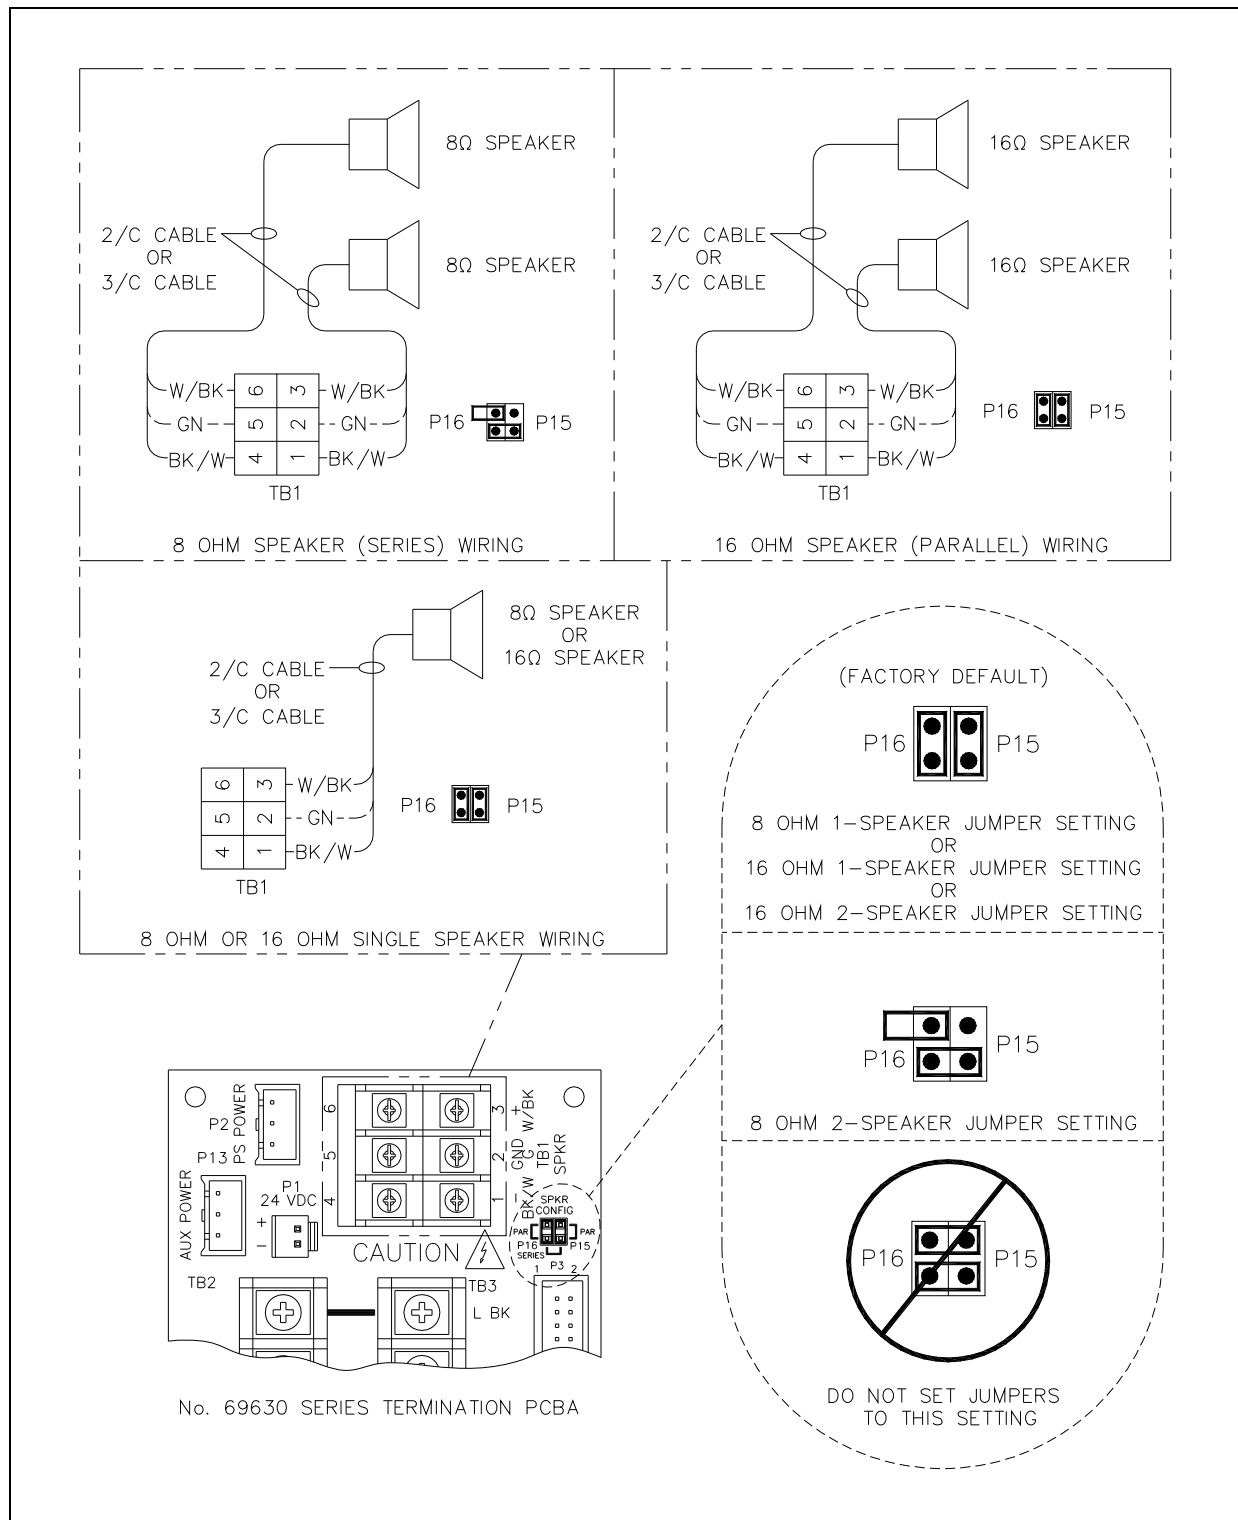 8Ω SPEAKER
2/C CABLE
OR
3/C CABLE
8Ω SPEAKER
W/BK 6 3 W/BK
GN 5 2 GN
BK/W 4 1 BK/W
P16 P15
TB1
8 OHM SPEAKER (SERIES) WIRING
16Ω SPEAKER
2/C CABLE
OR
3/C CABLE
16Ω SPEAKER
W/BK 6 3 W/BK
GN 5 2 GN
BK/W 4 1 BK/W
P16 P15
TB1
16 OHM SPEAKER (PARALLEL) WIRING
8Ω SPEAKER
OR
16Ω SPEAKER
2/C CABLE
OR
3/C CABLE
6 3 W/BK
5 2 GN
4 1 BK/W
P16 P15
TB1
8 OHM OR 16 OHM SINGLE SPEAKER WIRING
(FACTORY DEFAULT)
P16 P15
8 OHM 1-SPEAKER JUMPER SETTING
OR
16 OHM 1-SPEAKER JUMPER SETTING
OR
16 OHM 2-SPEAKER JUMPER SETTING
P16 P15
8 OHM 2-SPEAKER JUMPER SETTING
P16 P15
DO NOT SET JUMPERS
TO THIS SETTING
P2
PS POWER
P13
AUX POWER
P1
24 VDC
+
-
6
5
4
3
2
1
+
W/BK
GND
G
-
BK/W
TB1
SPKR
SPKR
CONFIG
PAR PAR
P16 P15
SERIES
P3
1 2
CAUTION
TB2
TB3
L BK
No. 69630 SERIES TERMINATION PCBA